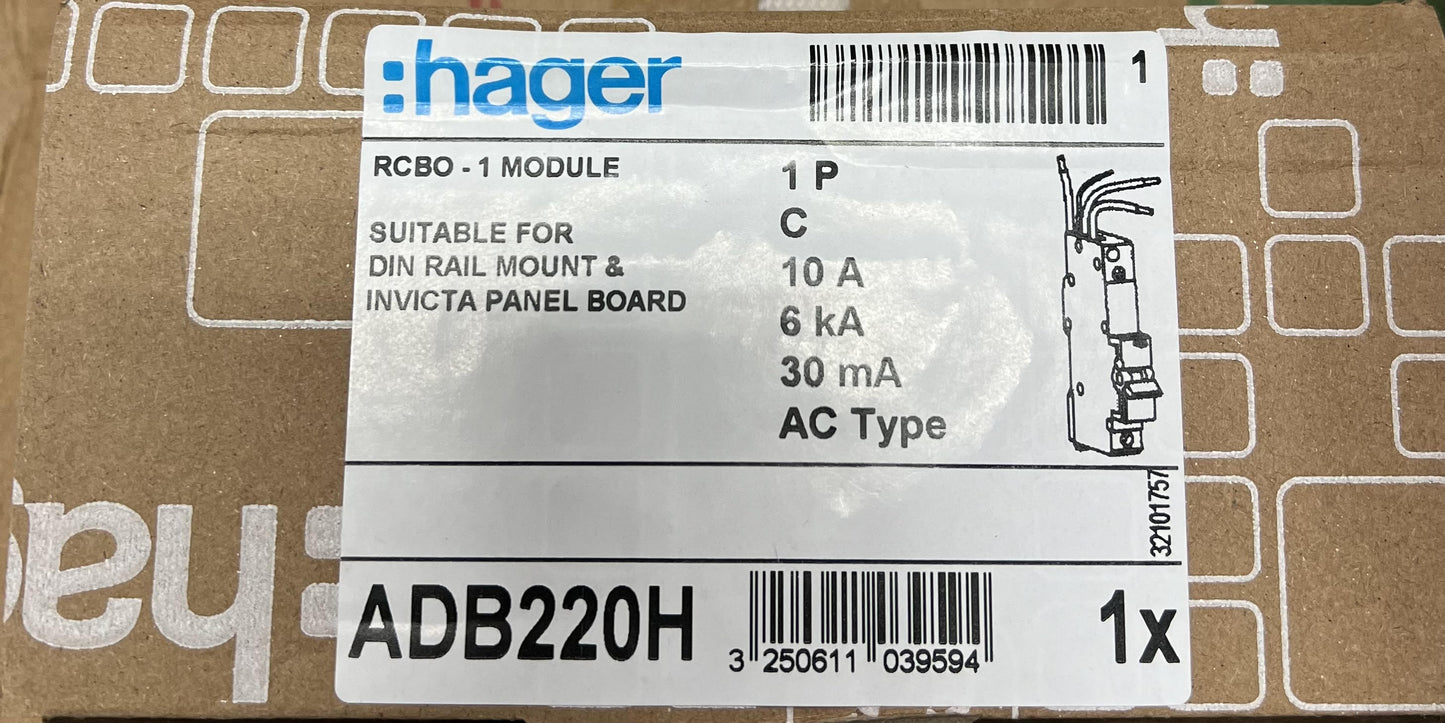 :hager
1
RCBO - 1 MODULE
SUITABLE FOR
DIN RAIL MOUNT &
INVICTA PANEL BOARD
1 P
C
10 A
6 kA
30 mA
AC Type
32101757
ADB220H
3 250611 039594
1x
:hag